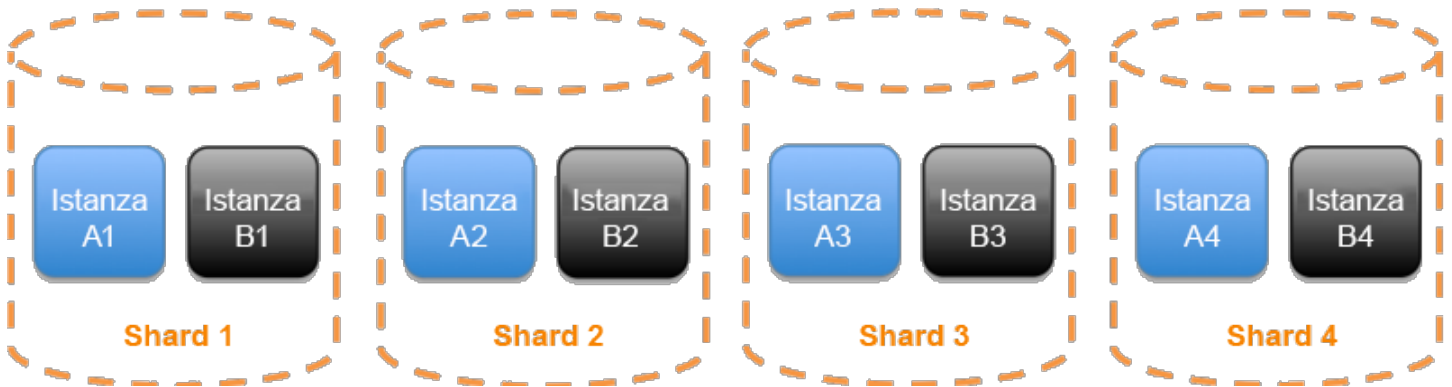 Istanza
A1
Istanza
B1
Shard 1
Istanza
A2
Istanza
B2
Shard 2
Istanza
A3
Istanza
B3
Shard 3
Istanza
A4
Istanza
B4
Shard 4